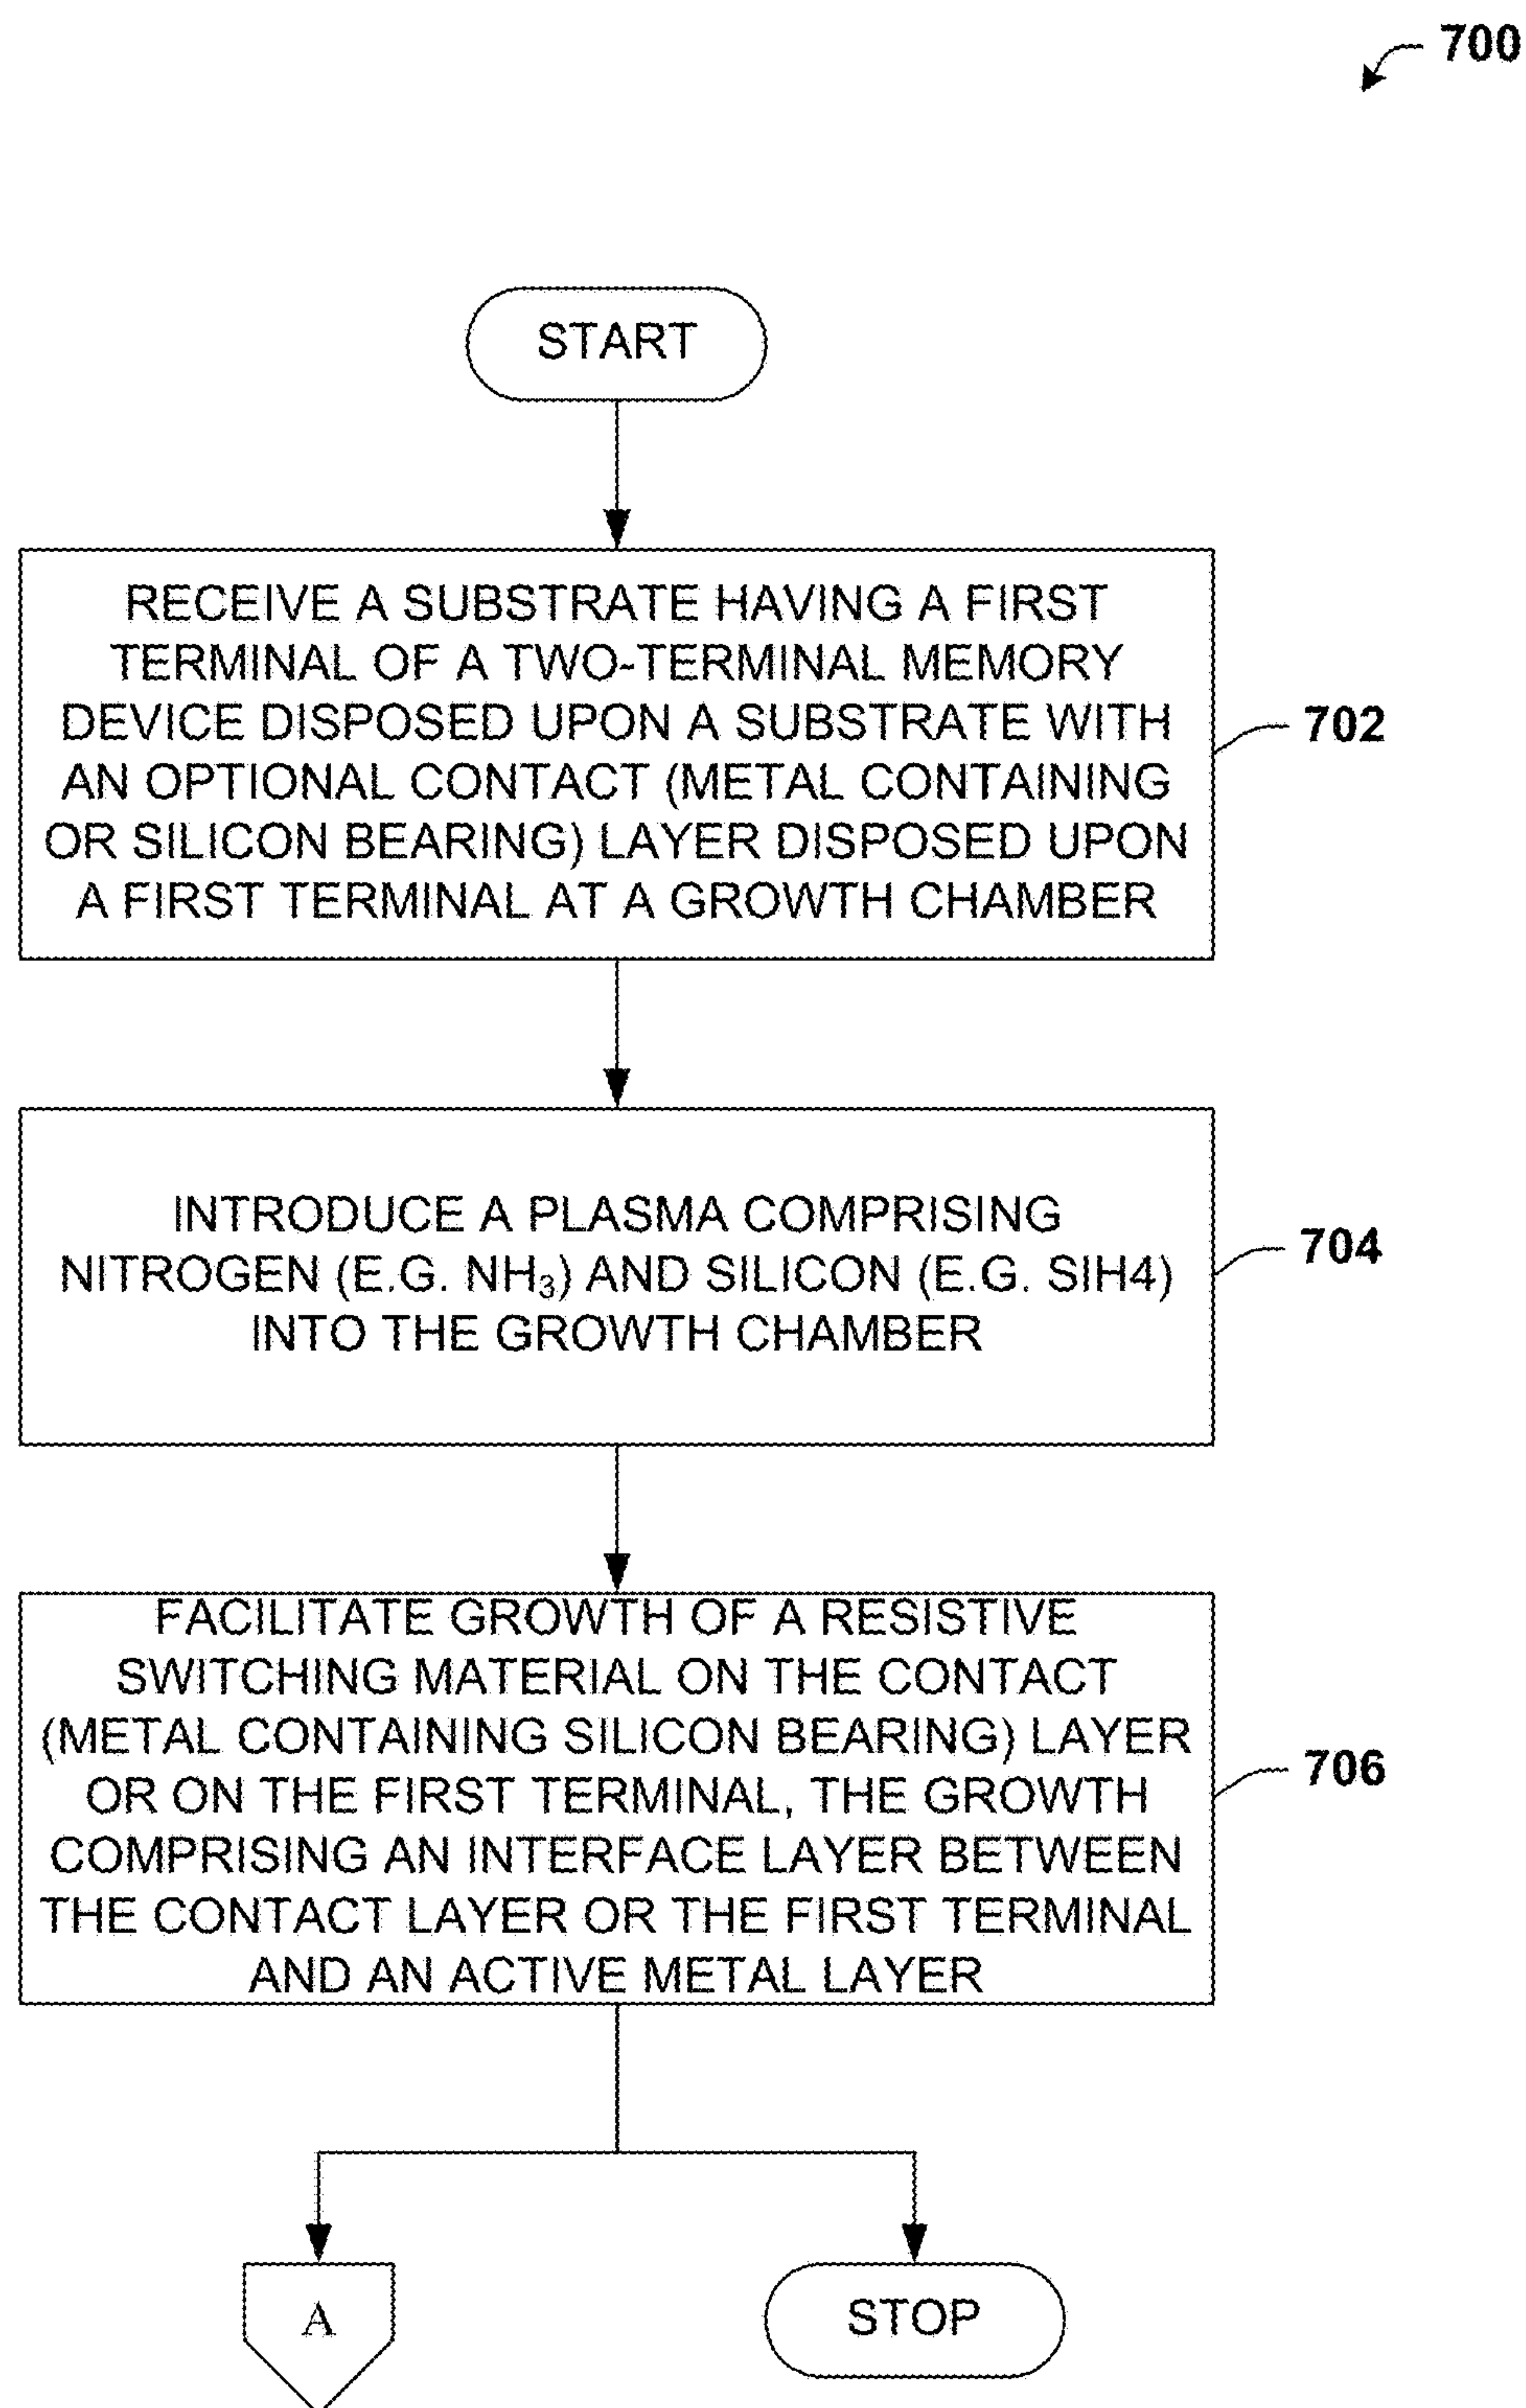 700
START
RECEIVE A SUBSTRATE HAVING A FIRST
TERMINAL OF A TWO-TERMINAL MEMORY
DEVICE DISPOSED UPON A SUBSTRATE WITH
AN OPTIONAL CONTACT (METAL CONTAINING
OR SILICON BEARING) LAYER DISPOSED UPON
A FIRST TERMINAL AT A GROWTH CHAMBER
702
INTRODUCE A PLASMA COMPRISING
NITROGEN (E.G. NH₃) AND SILICON (E.G. SIH4)
INTO THE GROWTH CHAMBER
704
FACILITATE GROWTH OF A RESISTIVE
SWITCHING MATERIAL ON THE CONTACT
(METAL CONTAINING SILICON BEARING) LAYER
OR ON THE FIRST TERMINAL, THE GROWTH
COMPRISING AN INTERFACE LAYER BETWEEN
THE CONTACT LAYER OR THE FIRST TERMINAL
AND AN ACTIVE METAL LAYER
706
A
STOP